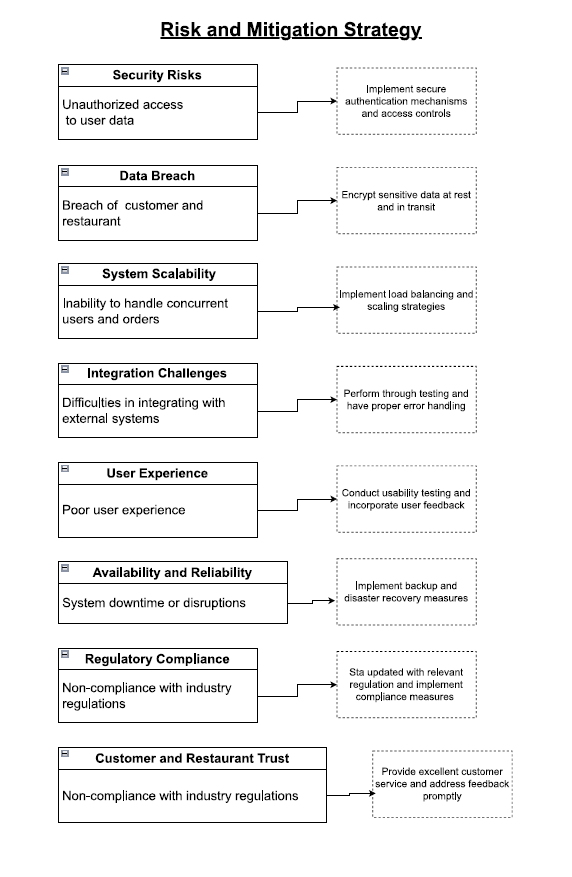 Risk and Mitigation Strategy
Security Risks
Unauthorized access
to user data
Implement secure
authentication mechanisms
and access controls
Data Breach
Breach of customer and
restaurant
Encrypt sensitive data at rest
and in transit
System Scalability
Inability to handle concurrent
users and orders
Implement load balancing and
scaling strategies
Integration Challenges
Difficulties in integrating with
external systems
Perform through testing and
have proper error handling
User Experience
Poor user experience
Conduct usability testing and
incorporate user feedback
Availability and Reliability
System downtime or disruptions
Implement backup and
disaster recovery measures
Regulatory Compliance
Non-compliance with industry
regulations
Sta updated with relevant
regulation and implement
compliance measures
Customer and Restaurant Trust
Non-compliance with industry regulations
Provide excellent customer
service and address feedback
promptly